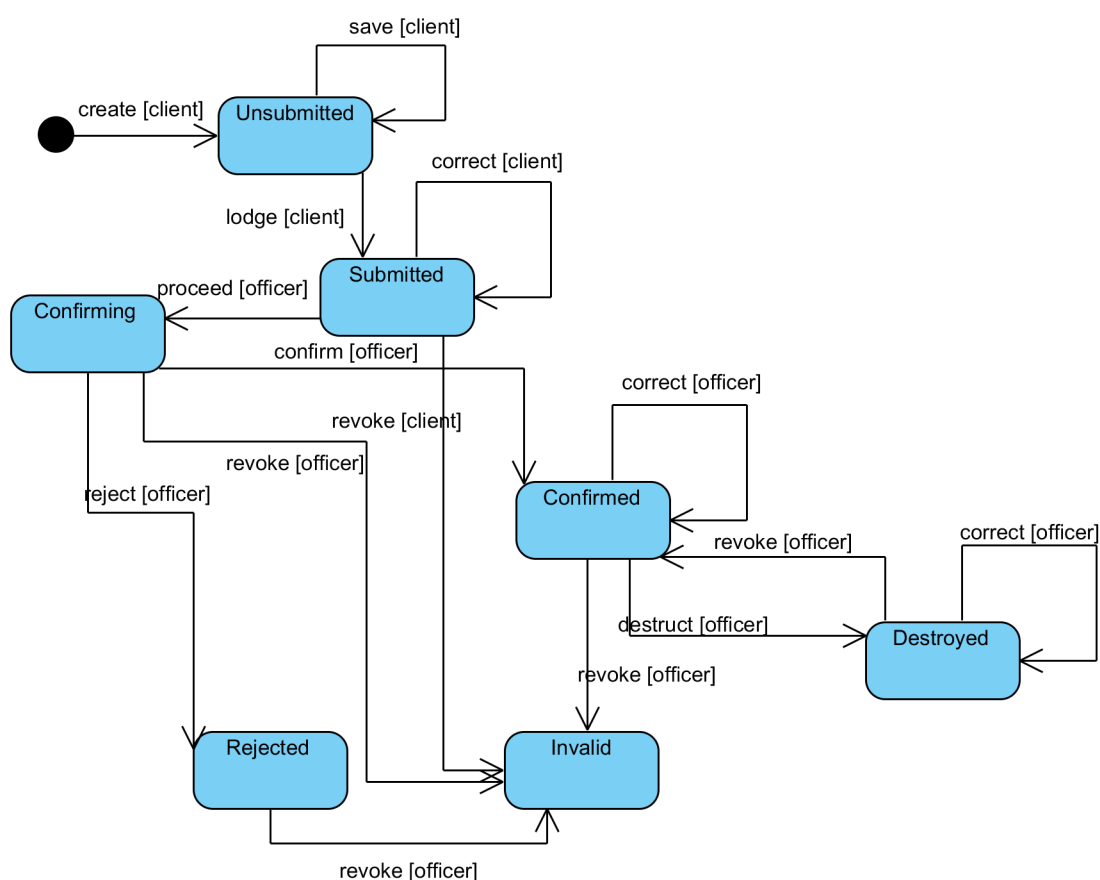 save [client]
create [client]
Unsubmitted
correct [client]
lodge [client]
Submitted
proceed [officer]
Confirming
confirm [officer]
correct [officer]
revoke [client]
revoke [officer]
reject [officer]
Confirmed
correct [officer]
revoke [officer]
destruct [officer]
Destroyed
revoke [officer]
Rejected
Invalid
revoke [officer]